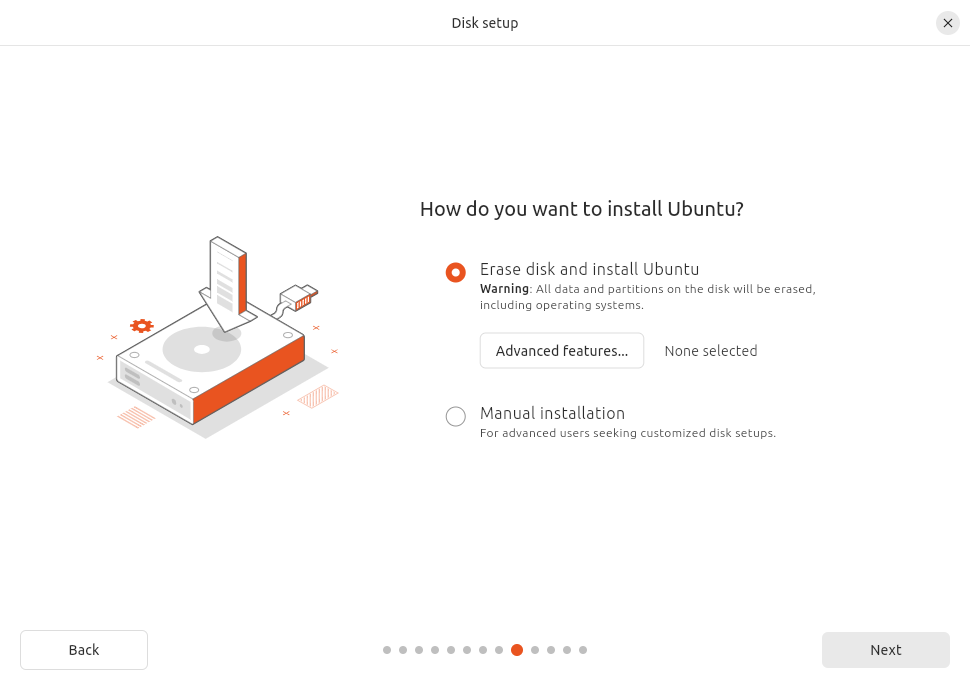 Disk setup
How do you want to install Ubuntu?
Erase disk and install Ubuntu
Warning: All data and partitions on the disk will be erased,
including operating systems.
Advanced features... None selected
Manual installation
For advanced users seeking customized disk setups.
Back Next